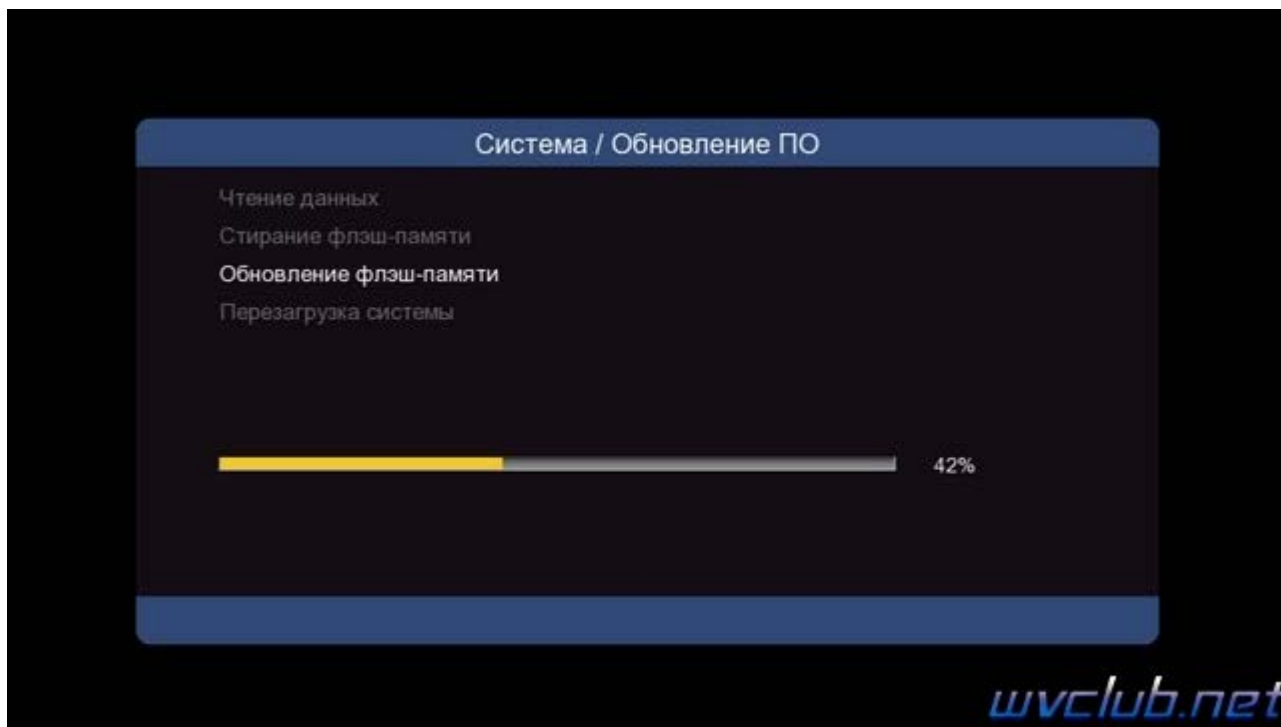 Система / Обновление ПО
Чтение данных
Стирание флэш-памяти
Обновление флэш-памяти
Перезагрузка системы
42%
wvclub.net